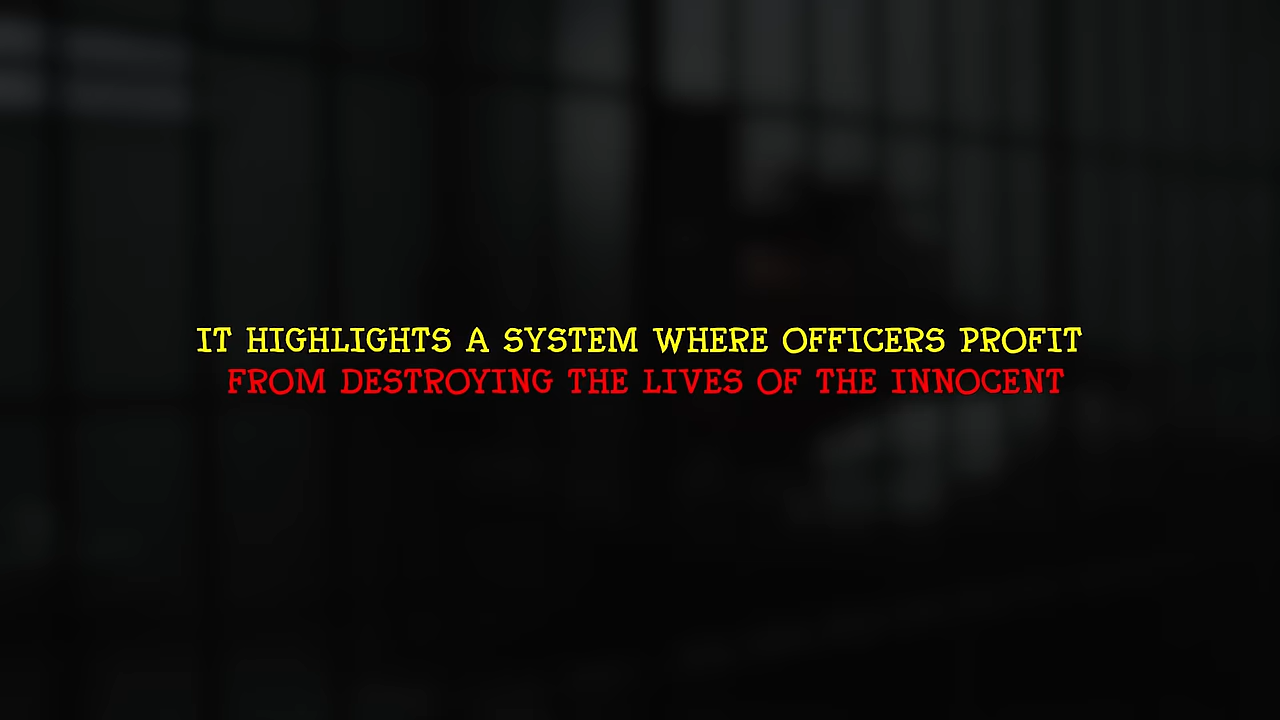 IT HIGHLIGHTS A SYSTEM WHERE OFFICERS PROFIT
FROM DESTROYING THE LIVES OF THE INNOCENT